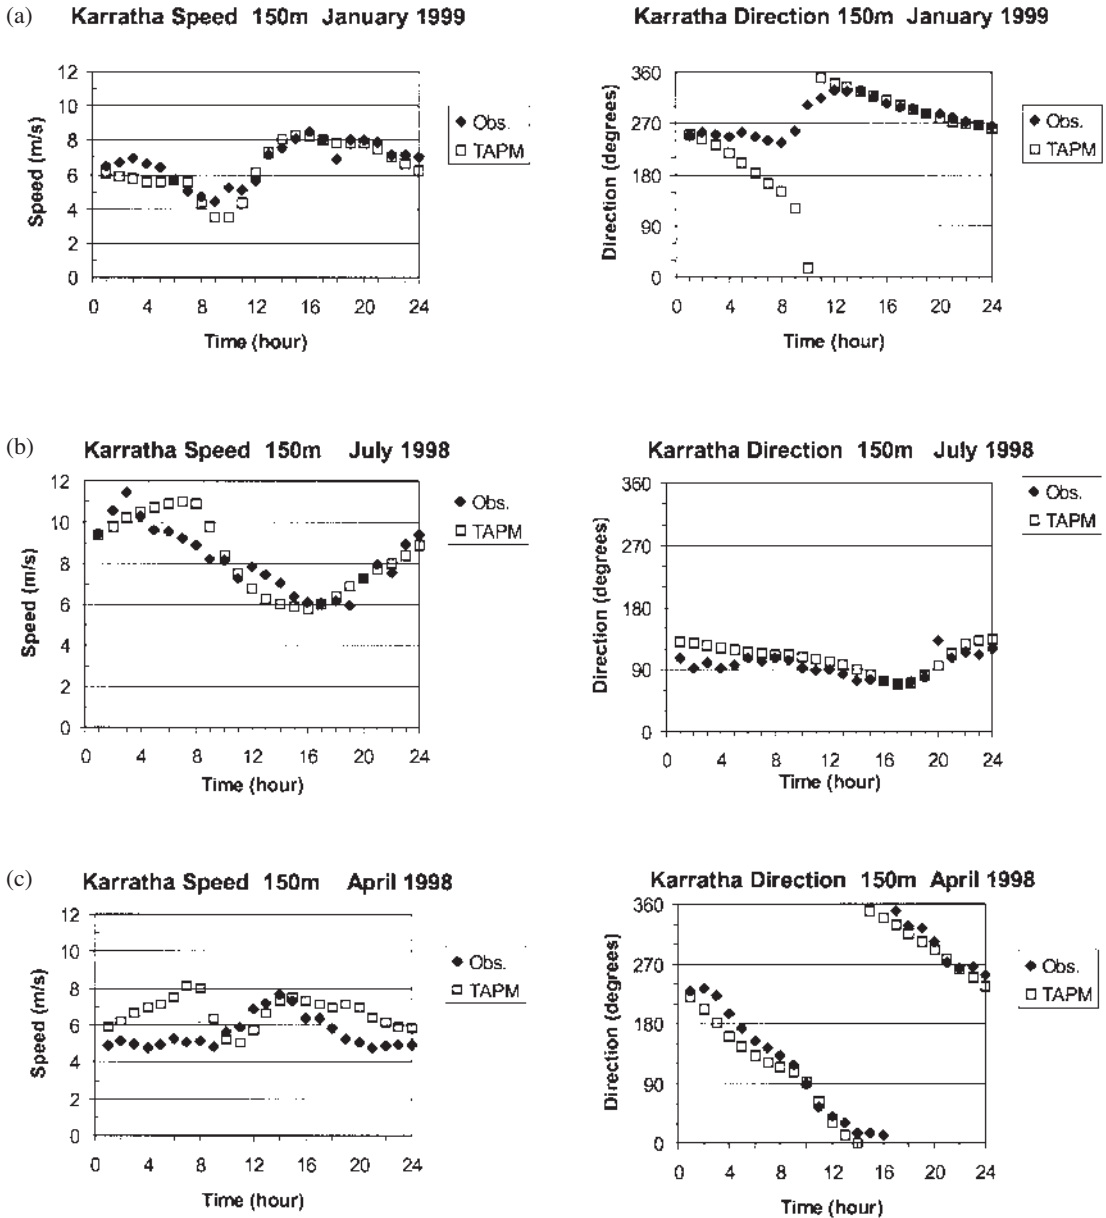 (a)
Karratha Speed 150m January 1999
Speed (m/s)
12
10
8
6
4
2
0
0 4 8 12 16 20 24
Time (hour)
Obs.
TAPM
Karratha Direction 150m January 1999
Direction (degrees)
360
270
180
90
0
0 4 8 12 16 20 24
Time (hour)
Obs.
TAPM
(b)
Karratha Speed 150m July 1998
Speed (m/s)
12
10
8
6
4
2
0
0 4 8 12 16 20 24
Time (hour)
Obs.
TAPM
Karratha Direction 150m July 1998
Direction (degrees)
360
270
180
90
0
0 4 8 12 16 20 24
Time (hour)
Obs.
TAPM
(c)
Karratha Speed 150m April 1998
Speed (m/s)
12
10
8
6
4
2
0
0 4 8 12 16 20 24
Time (hour)
Obs.
TAPM
Karratha Direction 150m April 1998
Direction (degrees)
360
270
180
90
0
0 4 8 12 16 20 24
Time (hour)
Obs.
TAPM